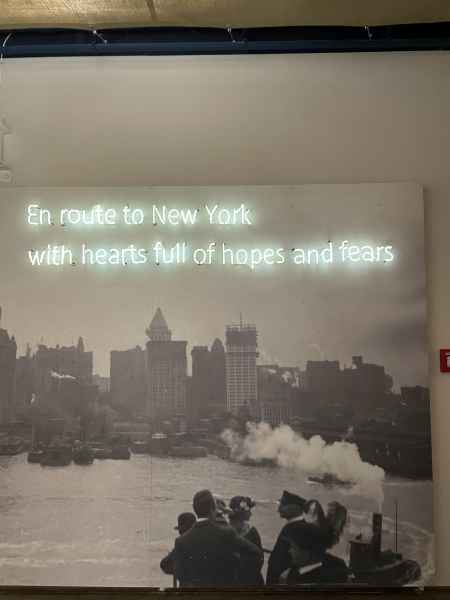 En route to New York
with hearts full of hopes and fears